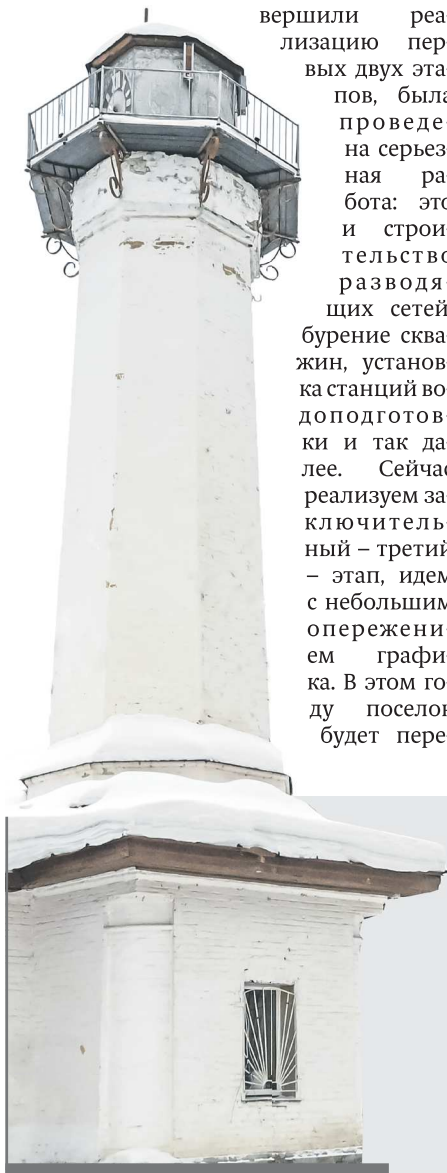 вершили реа-
лизацию пер-
вых двух эта-
пов, была
проведе-
на серьез-
ная ра-
бота: это
и строи-
тельство
разводя-
щих сетей,
бурение сква-
жин, установ-
ка станций во-
доподготов-
ки и так да-
лее. Сейчас
реализуем за-
ключитель-
ный – третий
– этап, идем
с небольшим
опережени-
ем графи-
ка. В этом го-
ду поселок
будет пере-